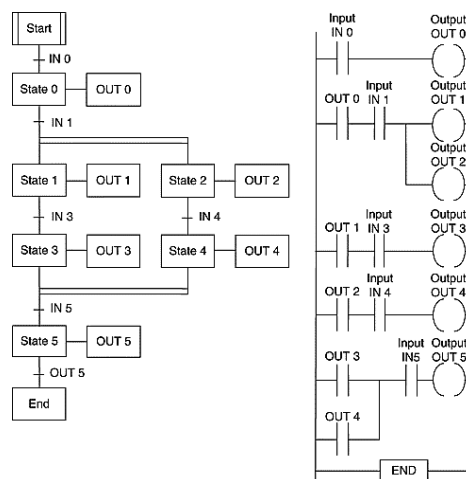 Start
IN 0
State 0
OUT 0
IN 1
State 1
OUT 1
State 2
OUT 2
IN 3
IN 4
State 3
OUT 3
State 4
OUT 4
IN 5
State 5
OUT 5
OUT 5
End
Input
IN 0
Output
OUT 0
OUT 0
Input
IN 1
Output
OUT 1
Output
OUT 2
OUT 1
Input
IN 3
Output
OUT 3
OUT 2
Input
IN 4
Output
OUT 4
OUT 3
Input
IN5
Output
OUT 5
OUT 4
END